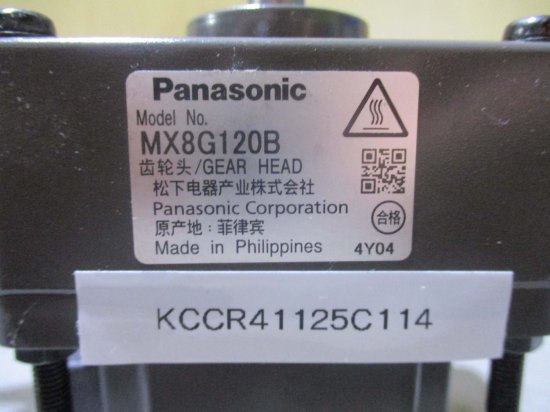 Panasonic
Model No.
MX8G120B
齿轮头/GEAR HEAD
松下电器产业株式会社
Panasonic Corporation
原产地:菲律宾
合格
Made in Philippines
4Y04
KCCR41125C114